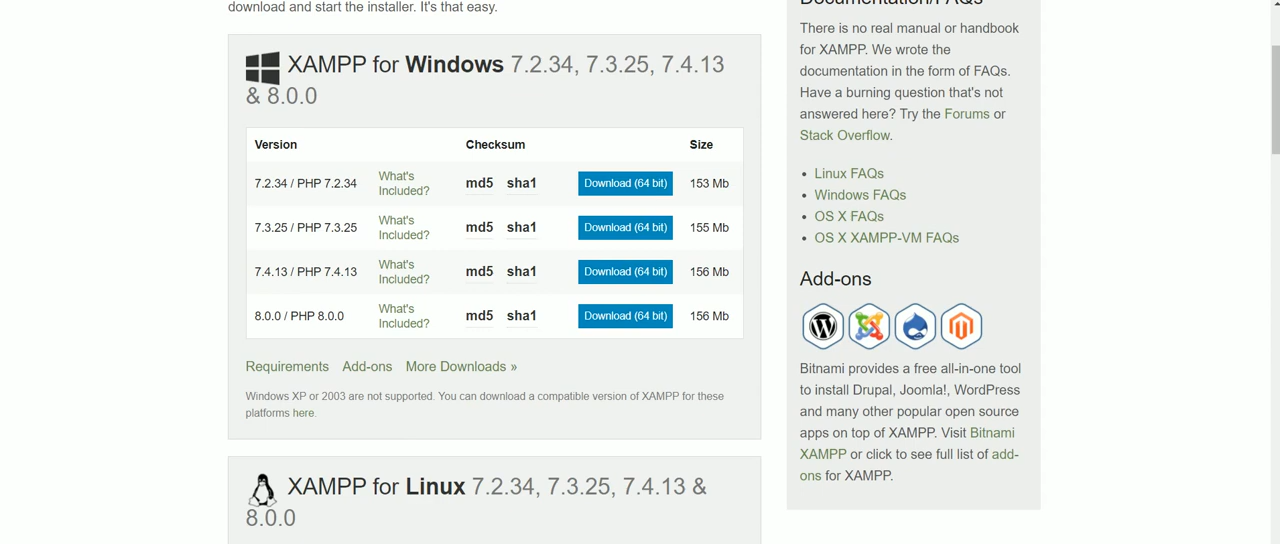 download and start the installer. It's that easy.
XAMPP for Windows 7.2.34, 7.3.25, 7.4.13
& 8.0.0
Version Checksum Size
7.2.34 / PHP 7.2.34 What's Included? md5 sha1 Download (64 bit) 153 Mb
7.3.25 / PHP 7.3.25 What's Included? md5 sha1 Download (64 bit) 155 Mb
7.4.13 / PHP 7.4.13 What's Included? md5 sha1 Download (64 bit) 156 Mb
8.0.0 / PHP 8.0.0 What's Included? md5 sha1 Download (64 bit) 156 Mb
Requirements Add-ons More Downloads »
Windows XP or 2003 are not supported. You can download a compatible version of XAMPP for these
platforms here.
XAMPP for Linux 7.2.34, 7.3.25, 7.4.13 &
8.0.0
Documentation/FAQs
There is no real manual or handbook
for XAMPP. We wrote the
documentation in the form of FAQs.
Have a burning question that's not
answered here? Try the Forums or
Stack Overflow.
• Linux FAQs
• Windows FAQs
• OS X FAQs
• OS X XAMPP-VM FAQs
Add-ons
Bitnami provides a free all-in-one tool
to install Drupal, Joomla!, WordPress
and many other popular open source
apps on top of XAMPP. Visit Bitnami
XAMPP or click to see full list of add-
ons for XAMPP.